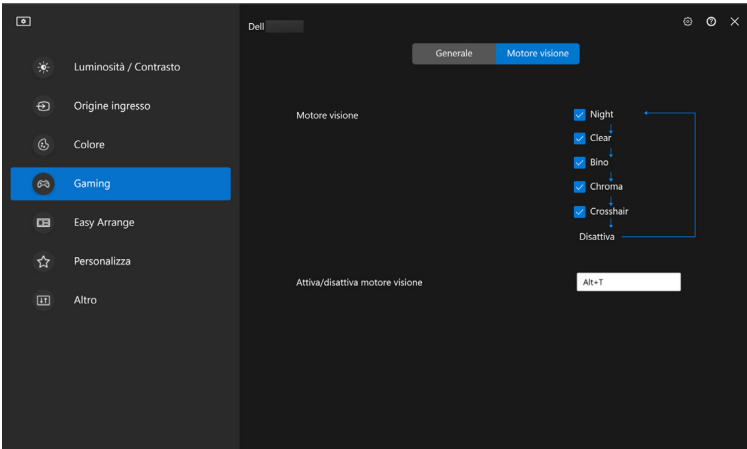 Dell
Generale
Motore visione
Luminosità / Contrasto
Origine ingresso
Colore
Gaming
Easy Arrange
Personalizza
Altro
Motore visione
Night
Clear
Bino
Chroma
Crosshair
Disattiva
Attiva/disattiva motore visione
Alt+T